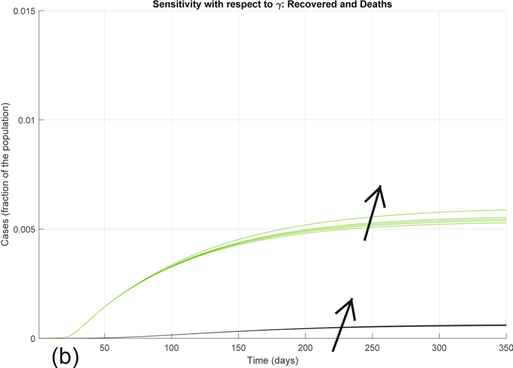 Sensitivity with respect to γ: Recovered and Deaths
0.015
0.01
0.005
0
Cases (fraction of the population)
50 100 150 200 250 300 350
Time (days)
(b)